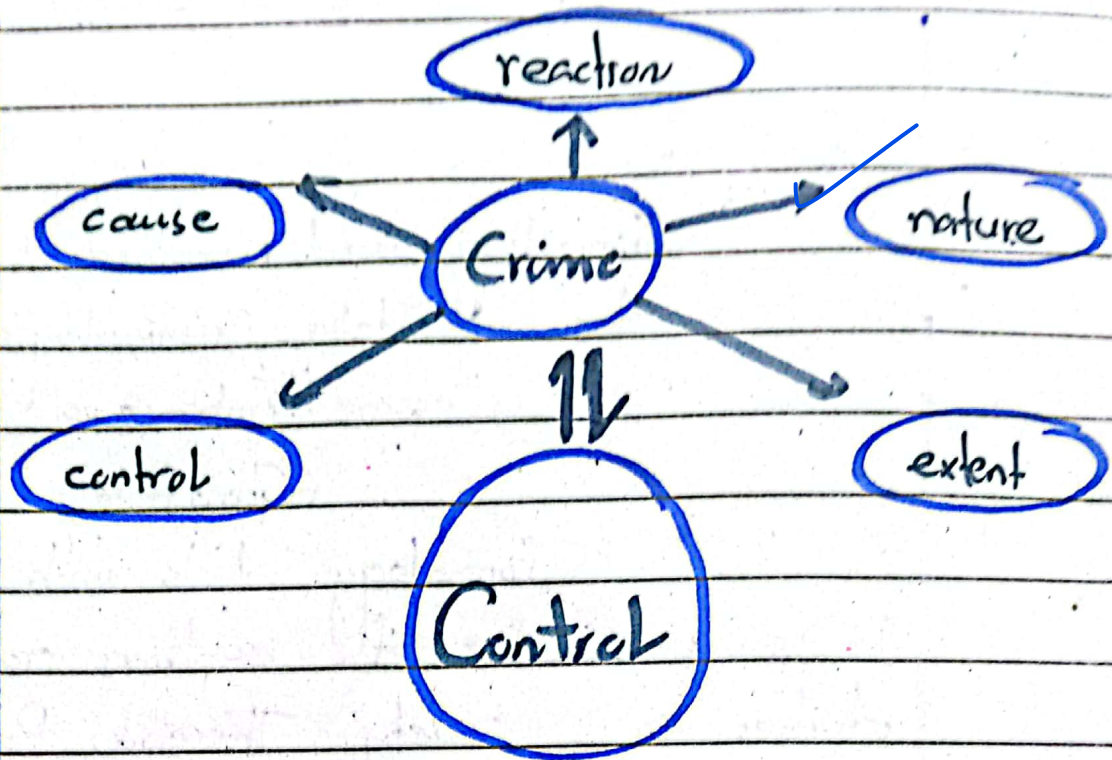 reaction
cause
nature
Crime
control
extent
Control